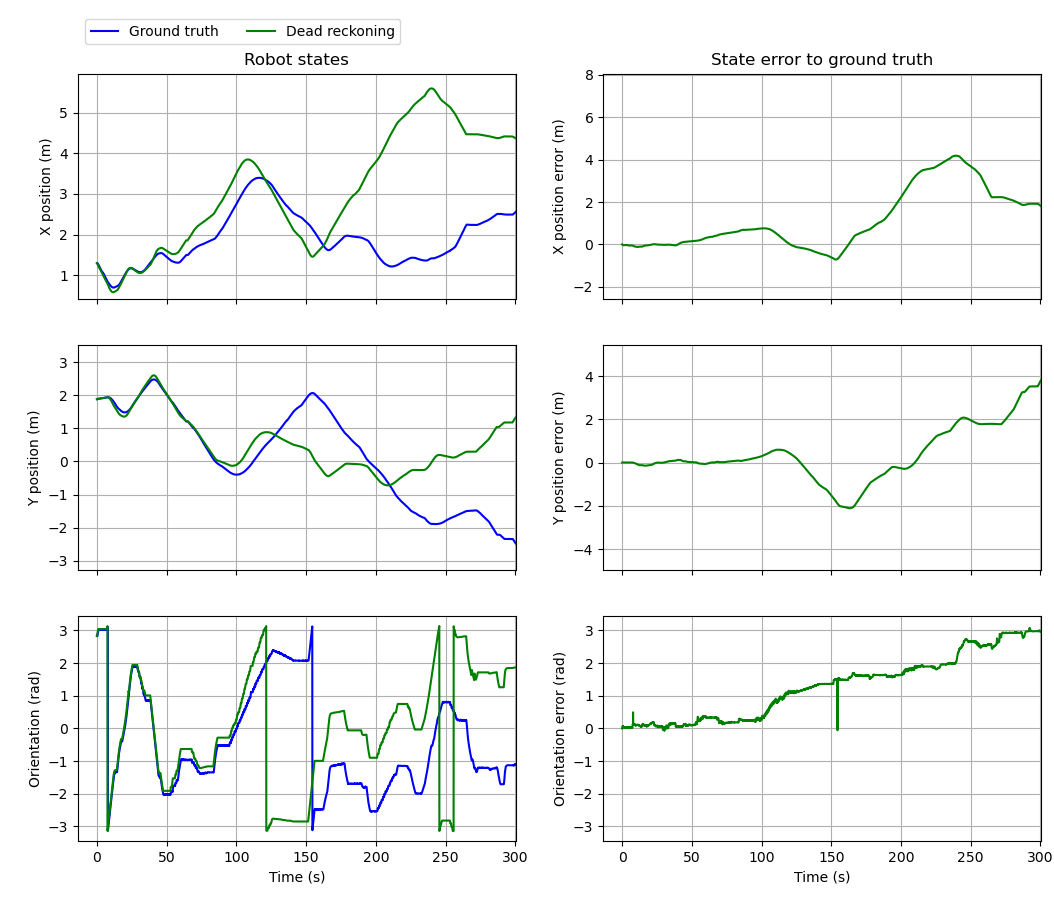 Ground truth Dead reckoning
Robot states
State error to ground truth
X position (m)
5
4
3
2
1
X position error (m)
8
6
4
2
0
−2
Y position (m)
3
2
1
0
−1
−2
−3
Y position error (m)
4
2
0
−2
−4
Orientation (rad)
3
2
1
0
−1
−2
−3
0 50 100 150 200 250 300
Time (s)
Orientation error (rad)
3
2
1
0
−1
−2
−3
0 50 100 150 200 250 300
Time (s)